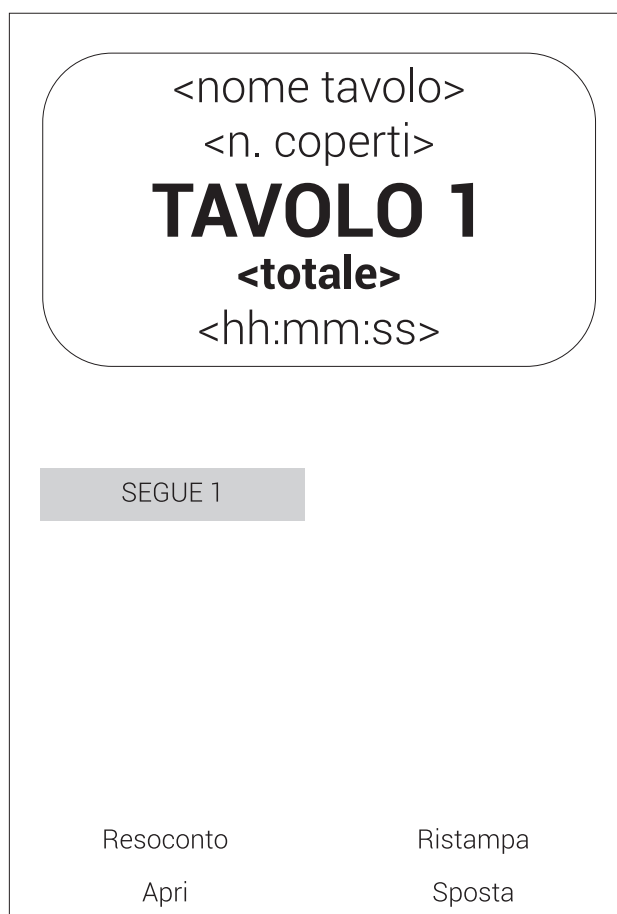 <nome tavolo>
<n. coperti>
TAVOLO 1
<totale>
<hh:mm:ss>
SEGUE 1
Resoconto Ristampa
Apri Sposta